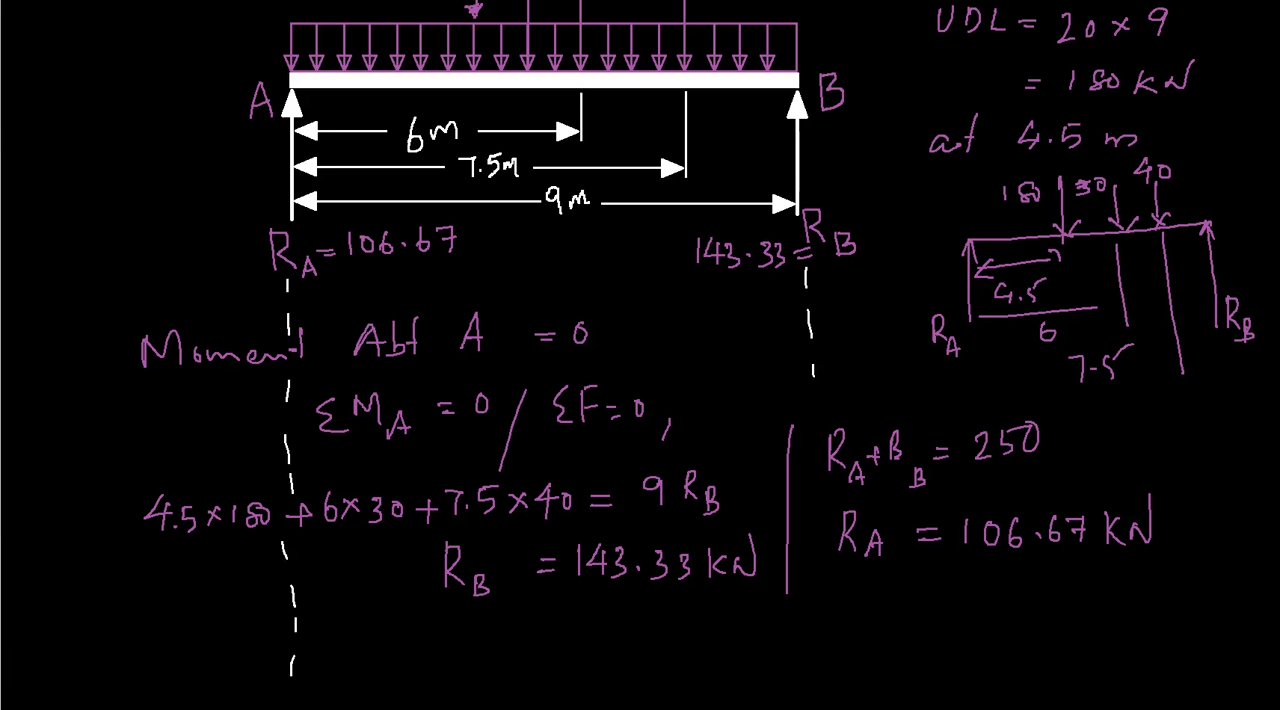 UDL = 20 x 9
= 180 KN
at 4.5 m
A
B
6m
7.5m
9m
RA = 106.67
143.33 = RB
180 30 40
4.5
6
7.5
RA
RB
Moment Abt A = 0
ΣMA = 0 / ΣF = 0,
4.5 x 180 + 6 x 30 + 7.5 x 40 = 9 RB
RB = 143.33 KN
RA + BB = 250
RA = 106.67 KN